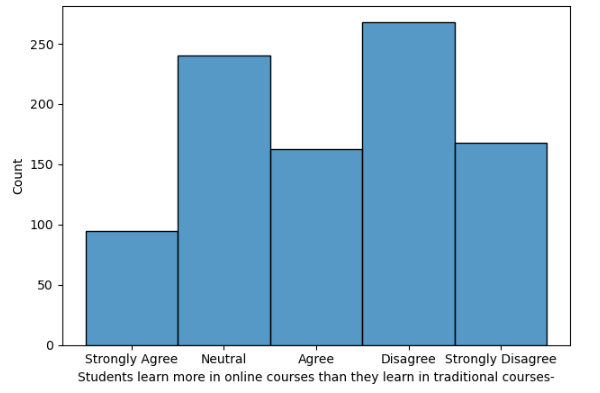 250
200
150
100
50
0
Count
Strongly Agree Neutral Agree Disagree Strongly Disagree
Students learn more in online courses than they learn in traditional courses-